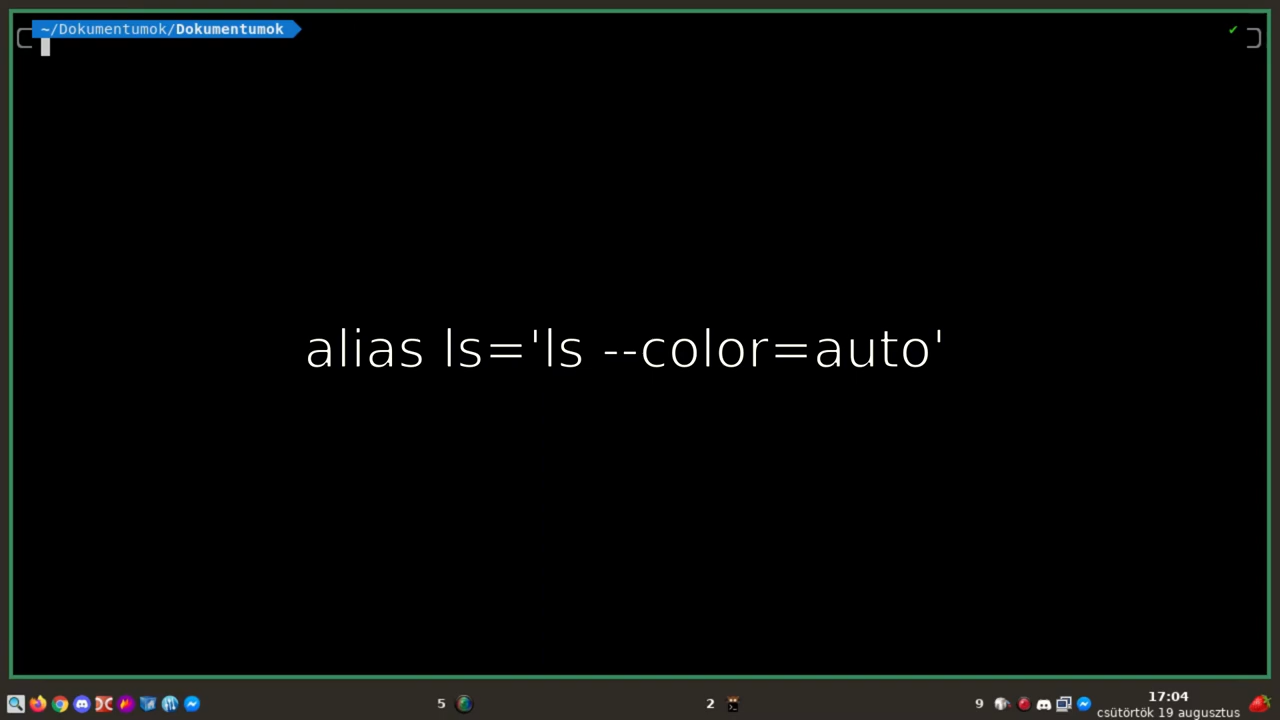 ~/Dokumentumok/Dokumentumok
alias ls='ls --color=auto'
5
2
9
17:04
csütörtök 19 augusztus